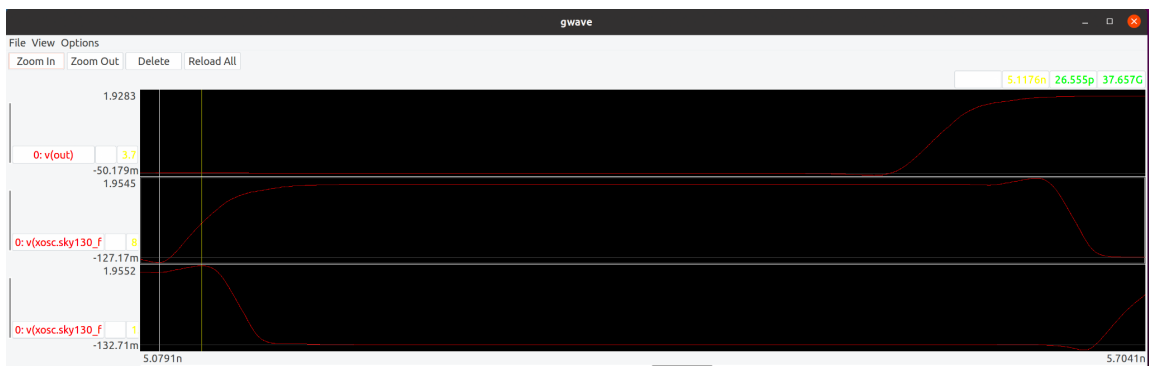 gwave
File View Options
Zoom In Zoom Out Delete Reload All
5.1176n 26.555p 37.657G
1.9283
0: v(out) 3.7
-50.179m
1.9545
0: v(xosc.sky130_f 8
-127.17m
1.9552
0: v(xosc.sky130_f 1
-132.71m
5.0791n 5.7041n